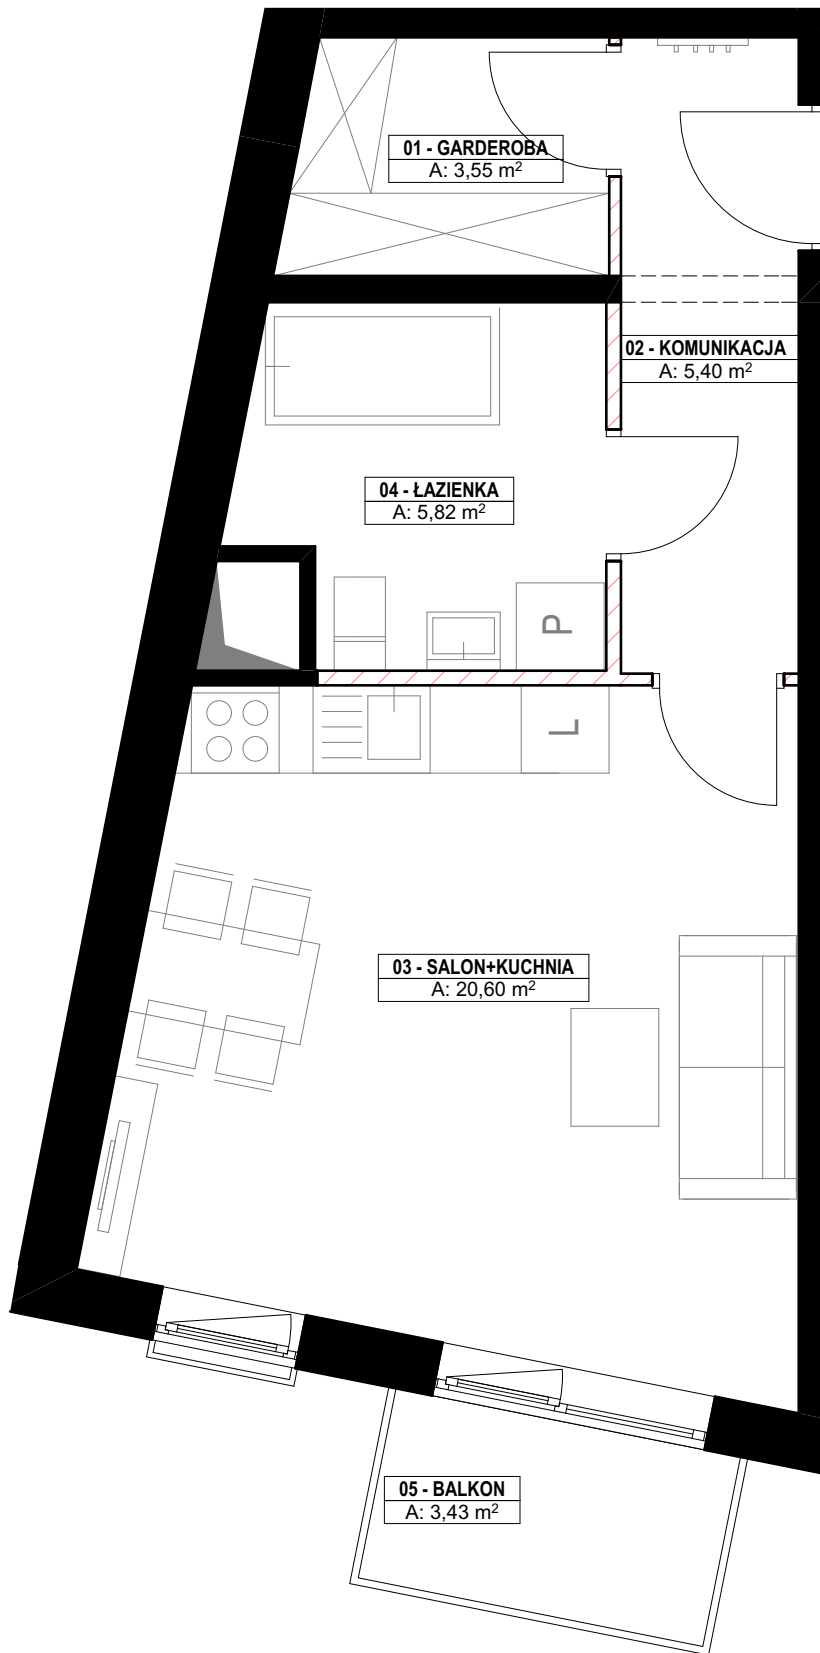 01 - GARDEROBA
A: 3,55 m²
02 - KOMUNIKACJA
A: 5,40 m²
04 - ŁAZIENKA
A: 5,82 m²
P
L
03 - SALON+KUCHNIA
A: 20,60 m²
05 - BALKON
A: 3,43 m²